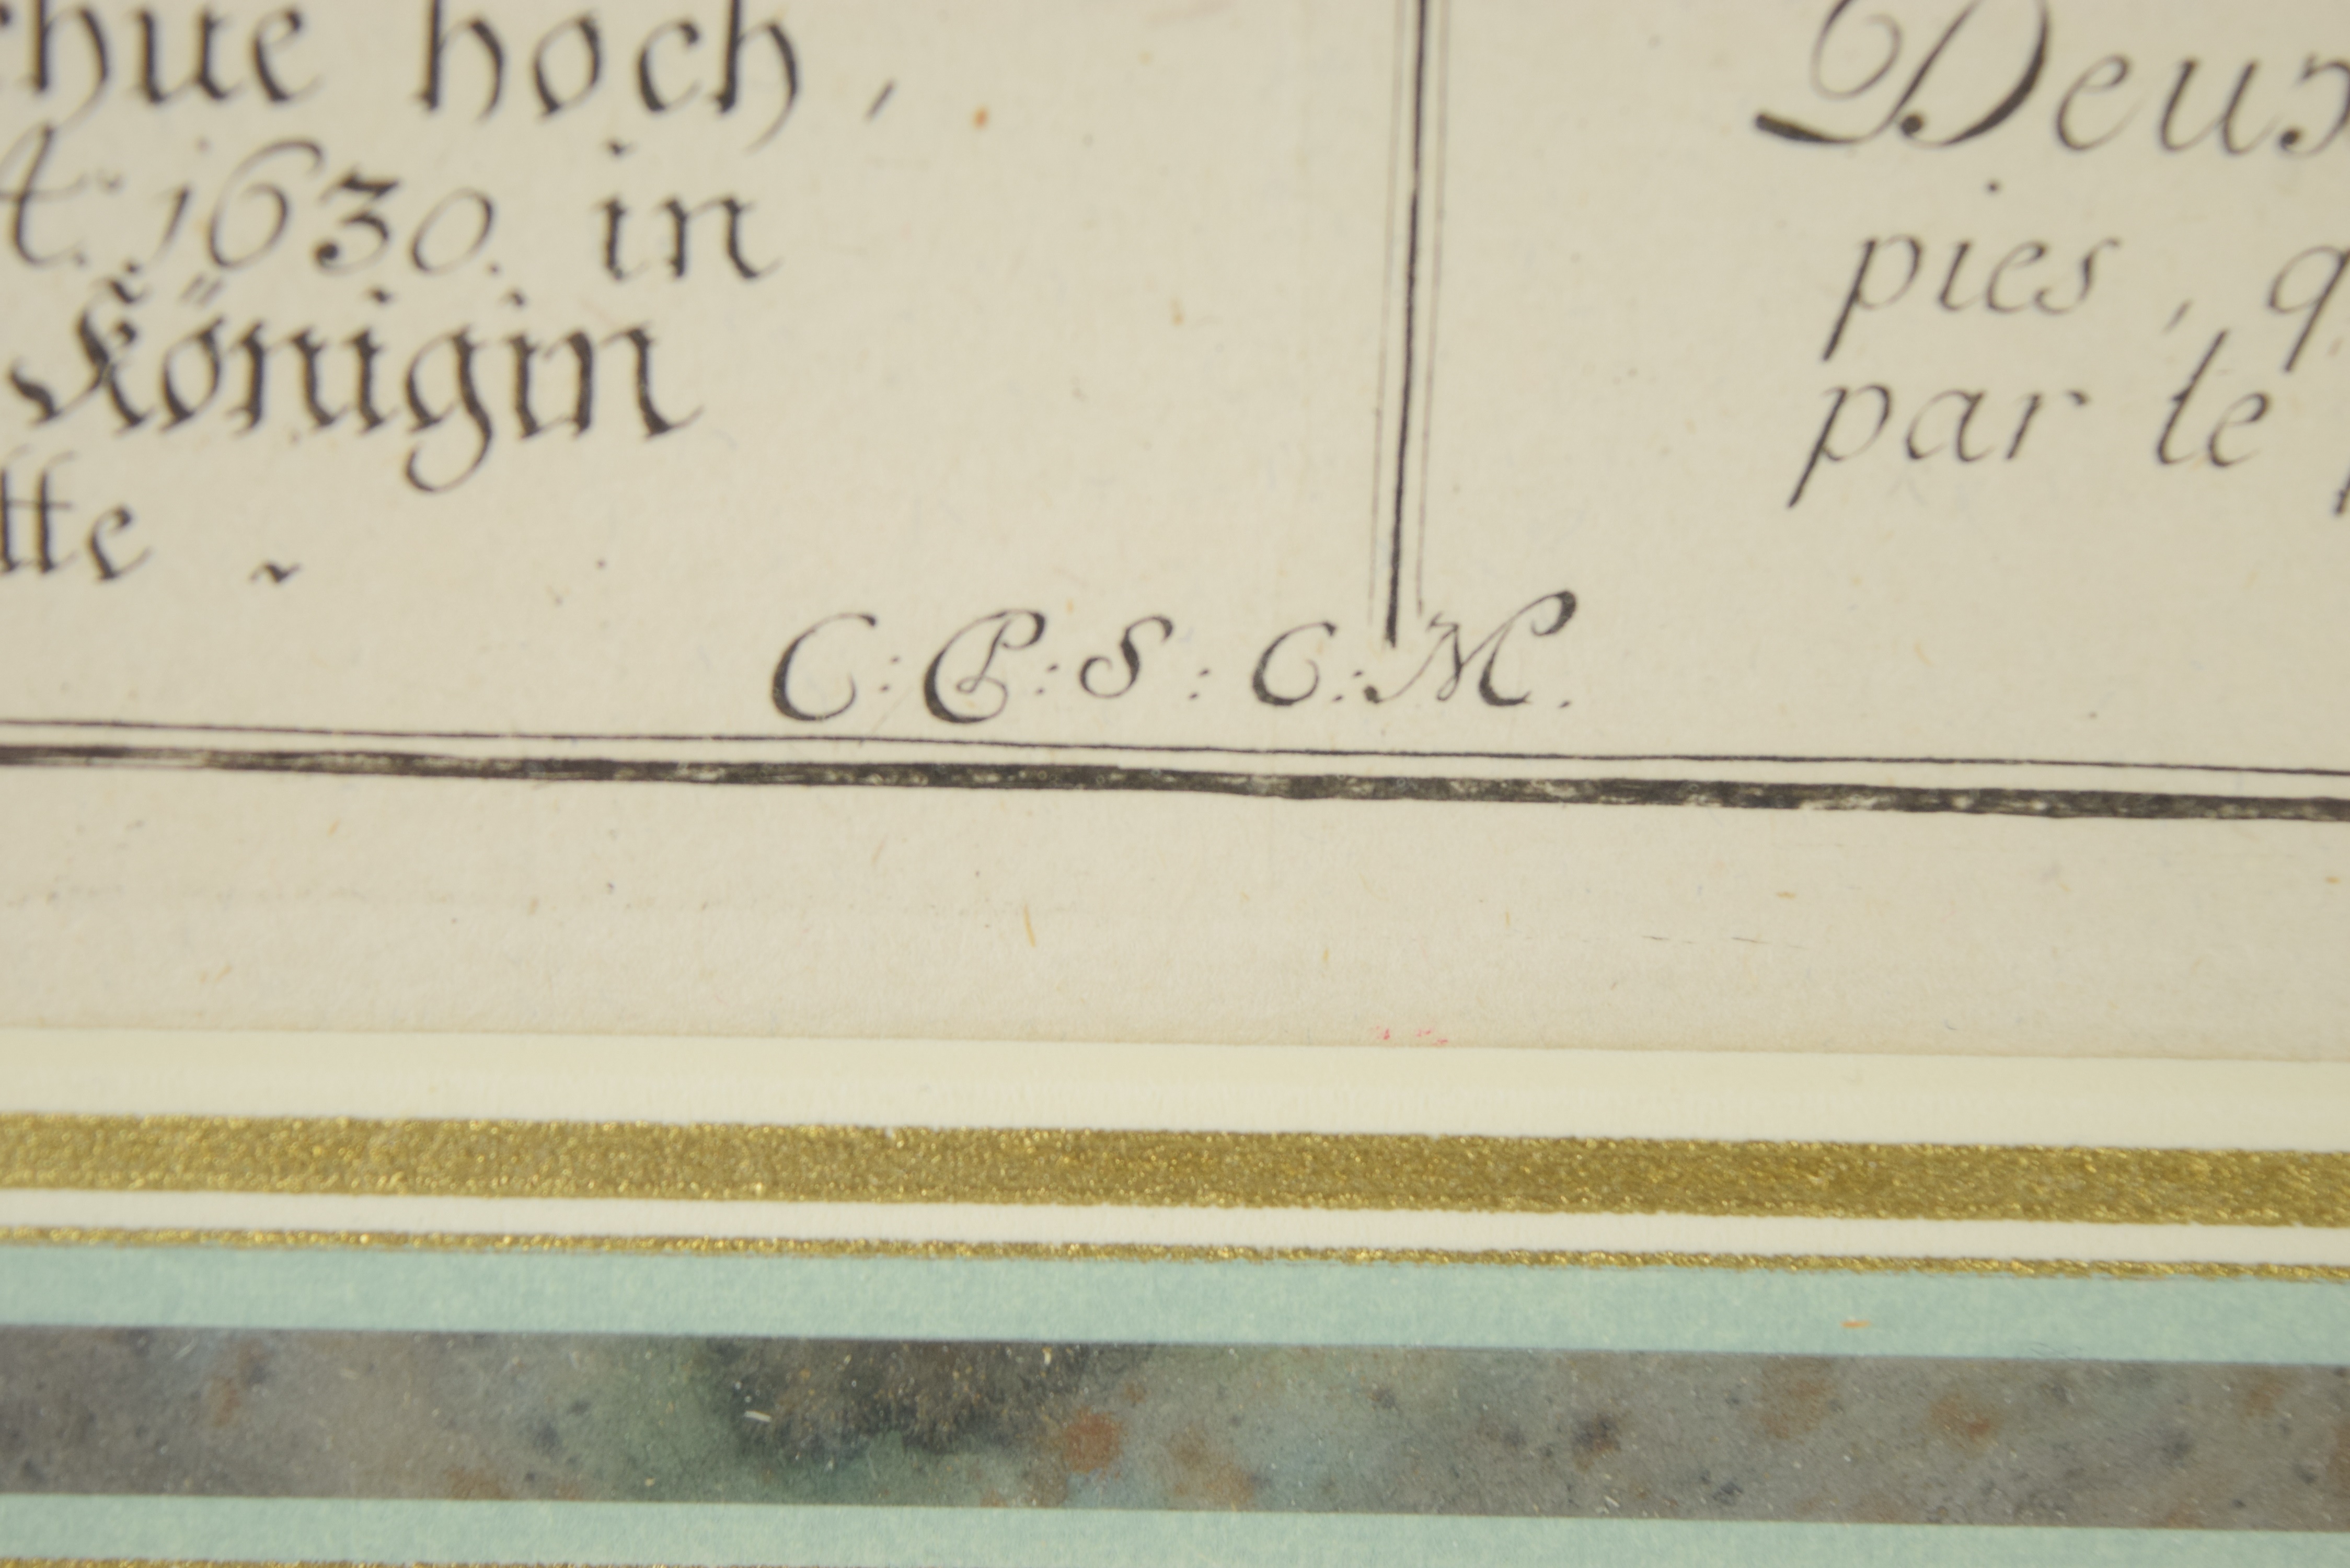 hue hoch,
A. 1630. in
Königin
tte
C: P: S: C: M.
Deux
pies, q
par le